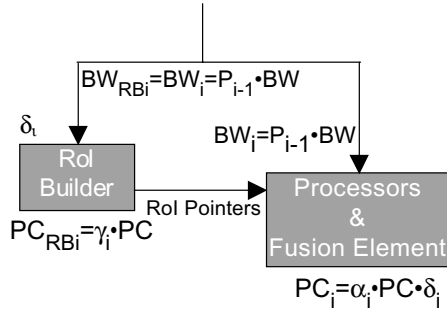 BW_RBi=BW_i=P_i-1•BW
δι
BW_i=P_i-1•BW
RoI
Builder
RoI Pointers
Processors
&
Fusion Element
PC_RBi=γ_i•PC
PC_i=α_i•PC•δ_i